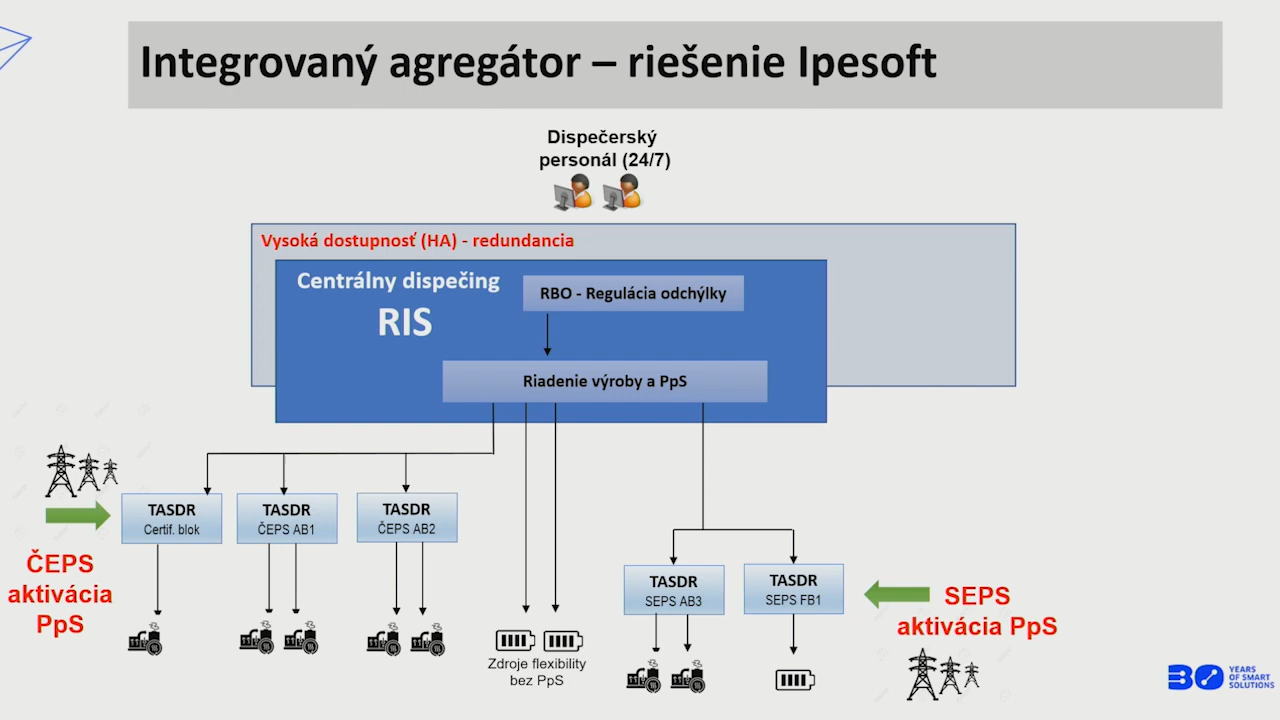 Integrovaný agregátor – riešenie Ipesoft
Dispečerský
personál (24/7)
Vysoká dostupnosť (HA) - redundancia
Centrálny dispečing
RIS
RBO - Regulácia odchýlky
Riadenie výroby a PpS
TASDR
Certif. blok
TASDR
ČEPS AB1
TASDR
ČEPS AB2
ČEPS
aktivácia
PpS
TASDR
SEPS AB3
TASDR
SEPS FB1
SEPS
aktivácia PpS
Zdroje flexibility
bez PpS
30 YEARS
OF SMART
SOLUTIONS